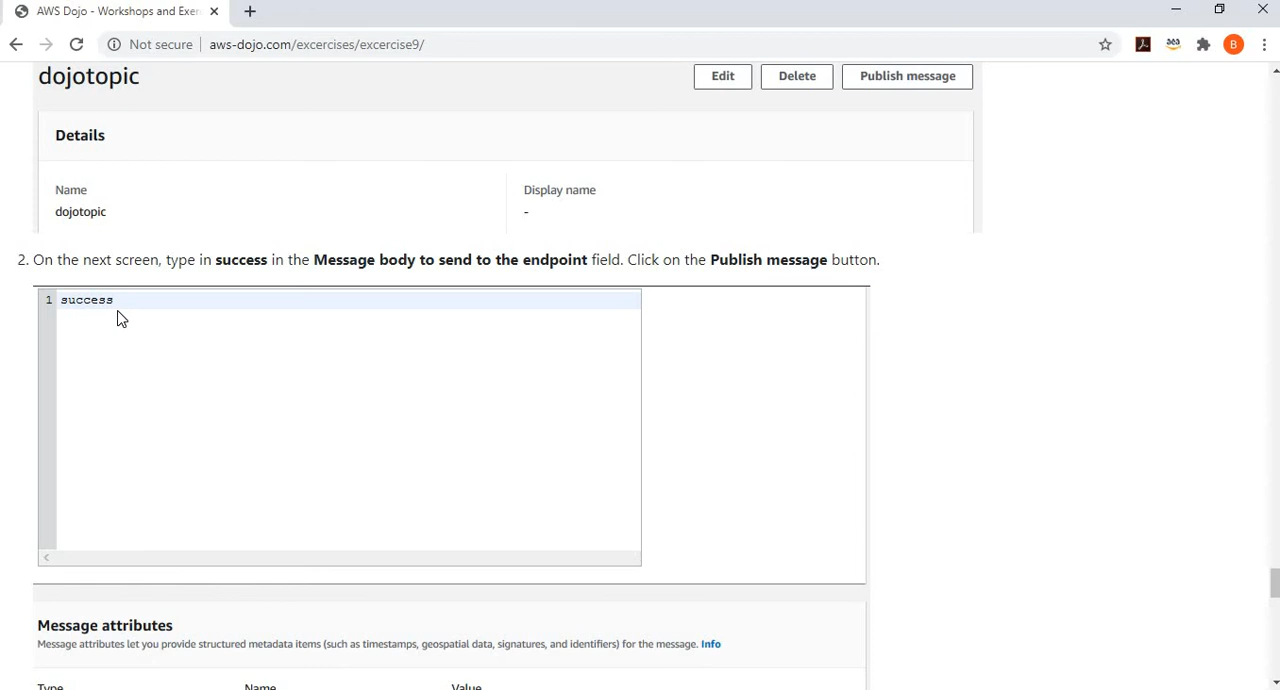 AWS Dojo - Workshops and Exer
Not secure
aws-dojo.com/excercises/excercise9/
B
dojotopic
Edit
Delete
Publish message
Details
Name
Display name
dojotopic
-
2. On the next screen, type in success in the Message body to send to the endpoint field. Click on the Publish message button.
1 success
Message attributes
Message attributes let you provide structured metadata items (such as timestamps, geospatial data, signatures, and identifiers) for the message. Info
Type Name Value